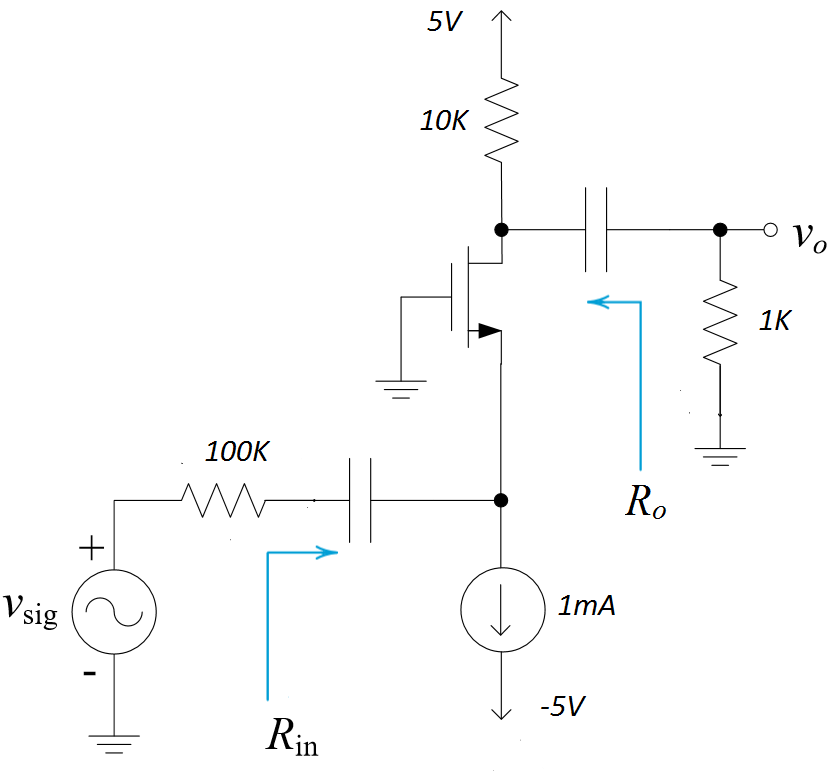 5V
10K
v_o
1K
100K
R_o
+
v_sig
1mA
-
-5V
R_in